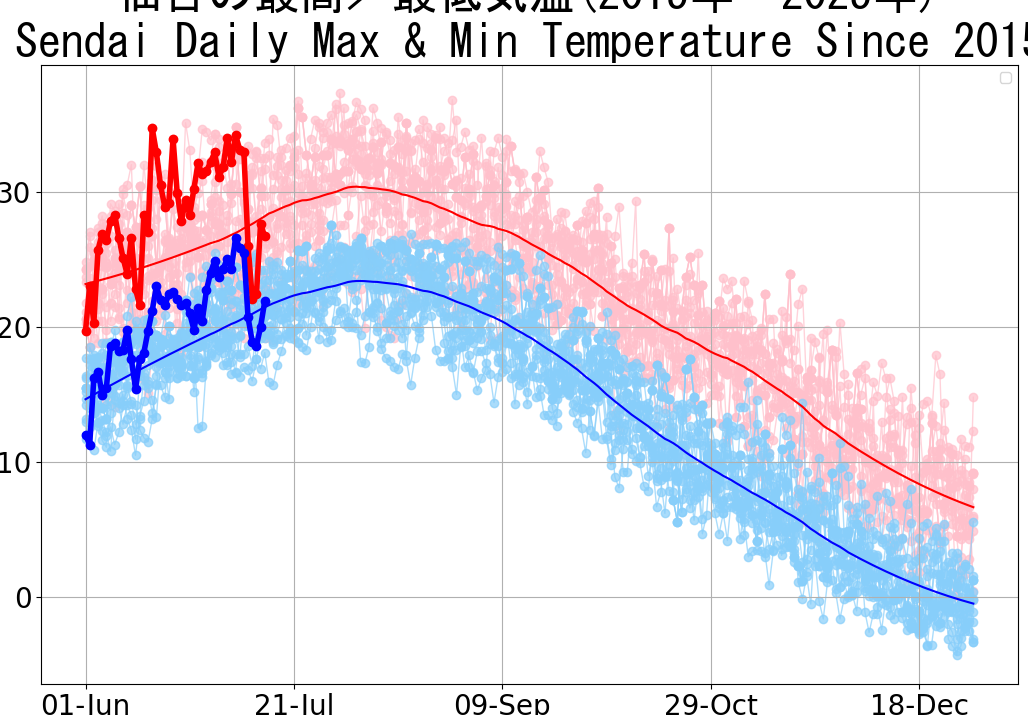 Sendai Daily Max & Min Temperature Since 2015
30
20
10
0
01-Jun
21-Jul
09-Sep
29-Oct
18-Dec